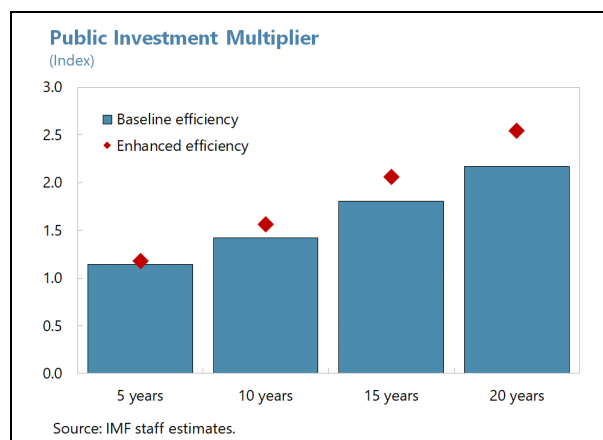 Public Investment Multiplier
(Index)
3.0
2.5
2.0
1.5
1.0
0.5
0.0
Baseline efficiency
Enhanced efficiency
5 years
10 years
15 years
20 years
Source: IMF staff estimates.